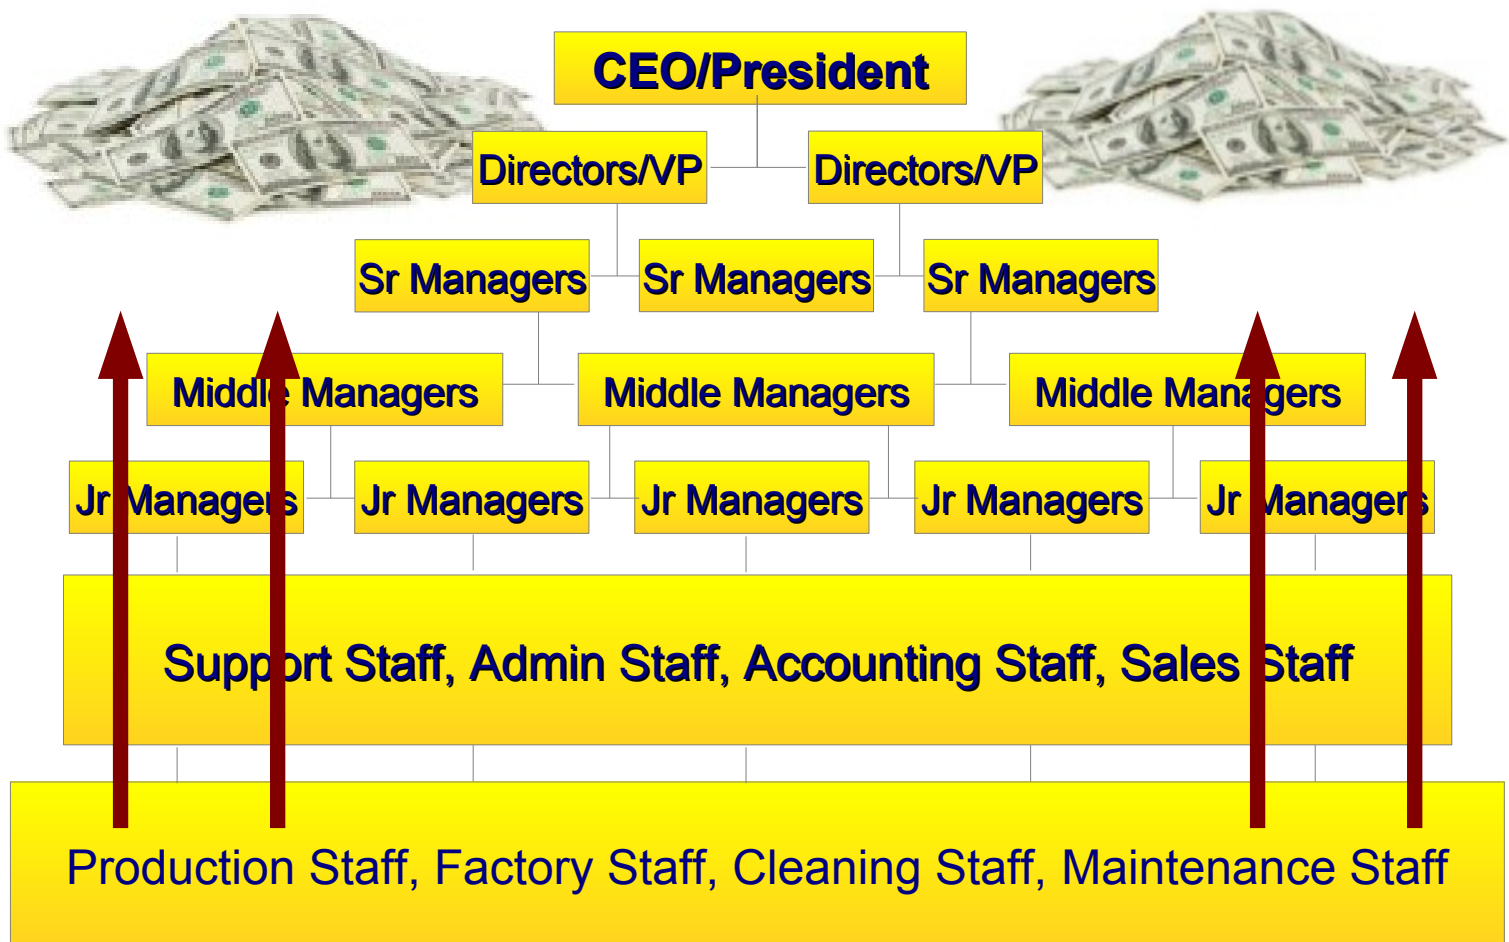 CEO/President
Directors/VP Directors/VP
Sr Managers Sr Managers Sr Managers
Middle Managers Middle Managers Middle Managers
Jr Managers Jr Managers Jr Managers Jr Managers Jr Managers
Support Staff, Admin Staff, Accounting Staff, Sales Staff
Production Staff, Factory Staff, Cleaning Staff, Maintenance Staff